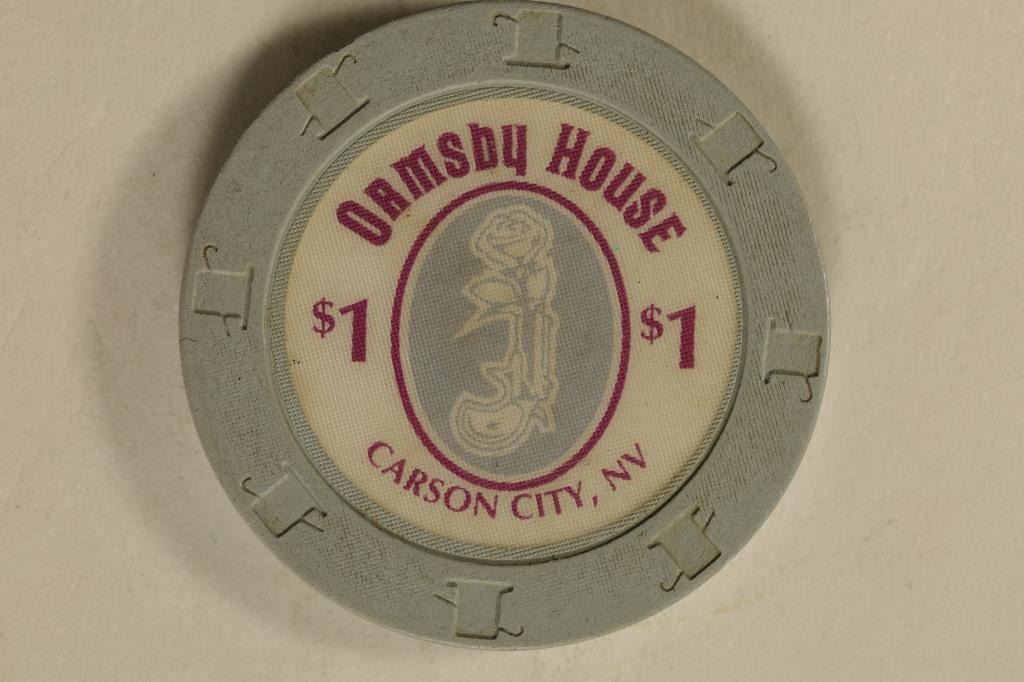 ORMSBY HOUSE
$1 $1
CARSON CITY, NV